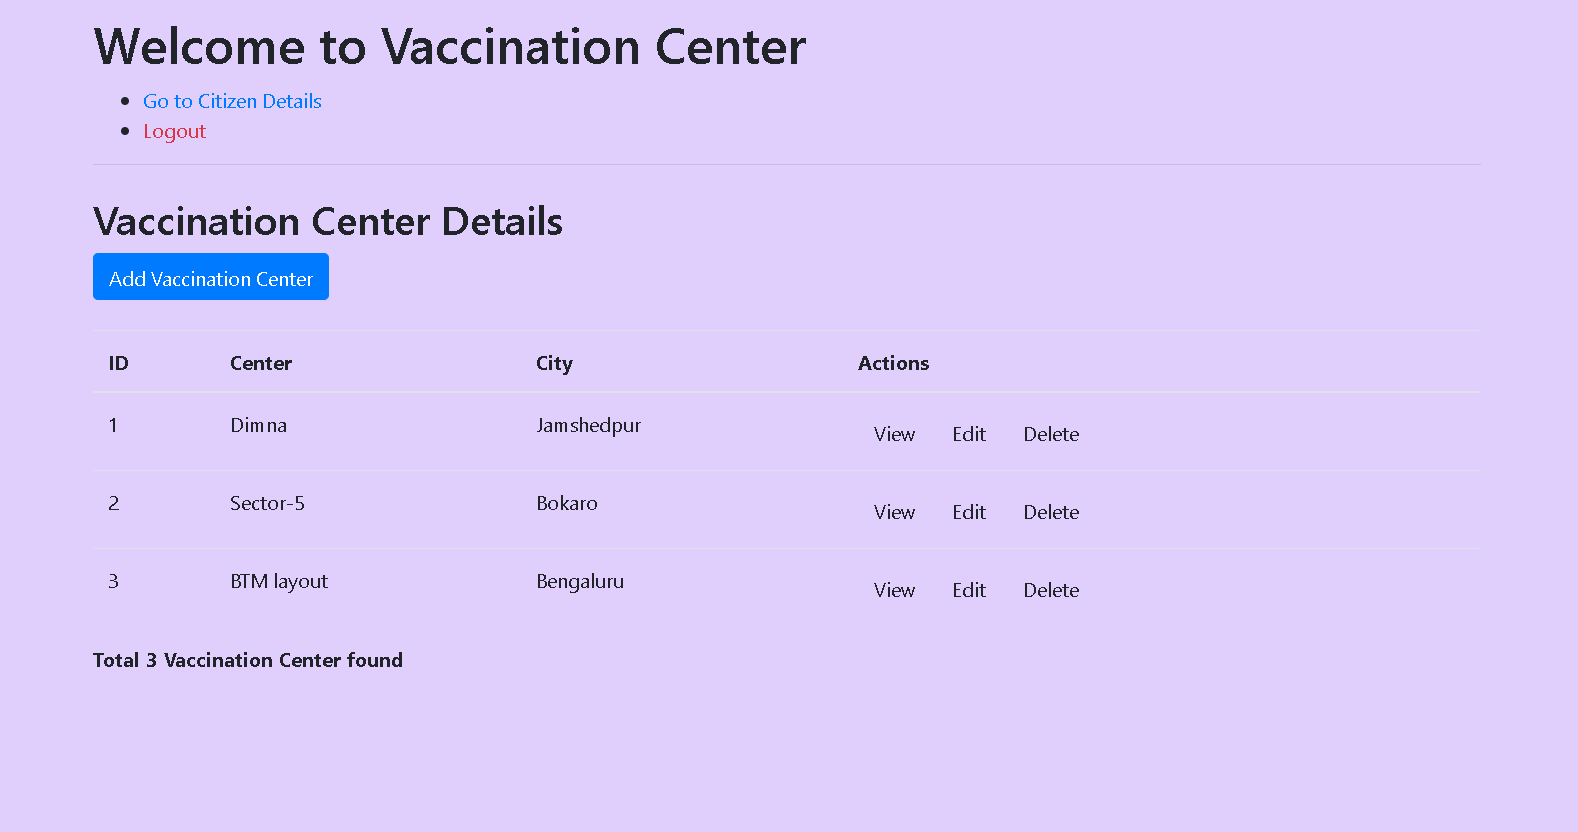 Welcome to Vaccination Center
Go to Citizen Details
Logout
Vaccination Center Details
Add Vaccination Center
ID Center City Actions
1 Dimna Jamshedpur View Edit Delete
2 Sector-5 Bokaro View Edit Delete
3 BTM layout Bengaluru View Edit Delete
Total 3 Vaccination Center found